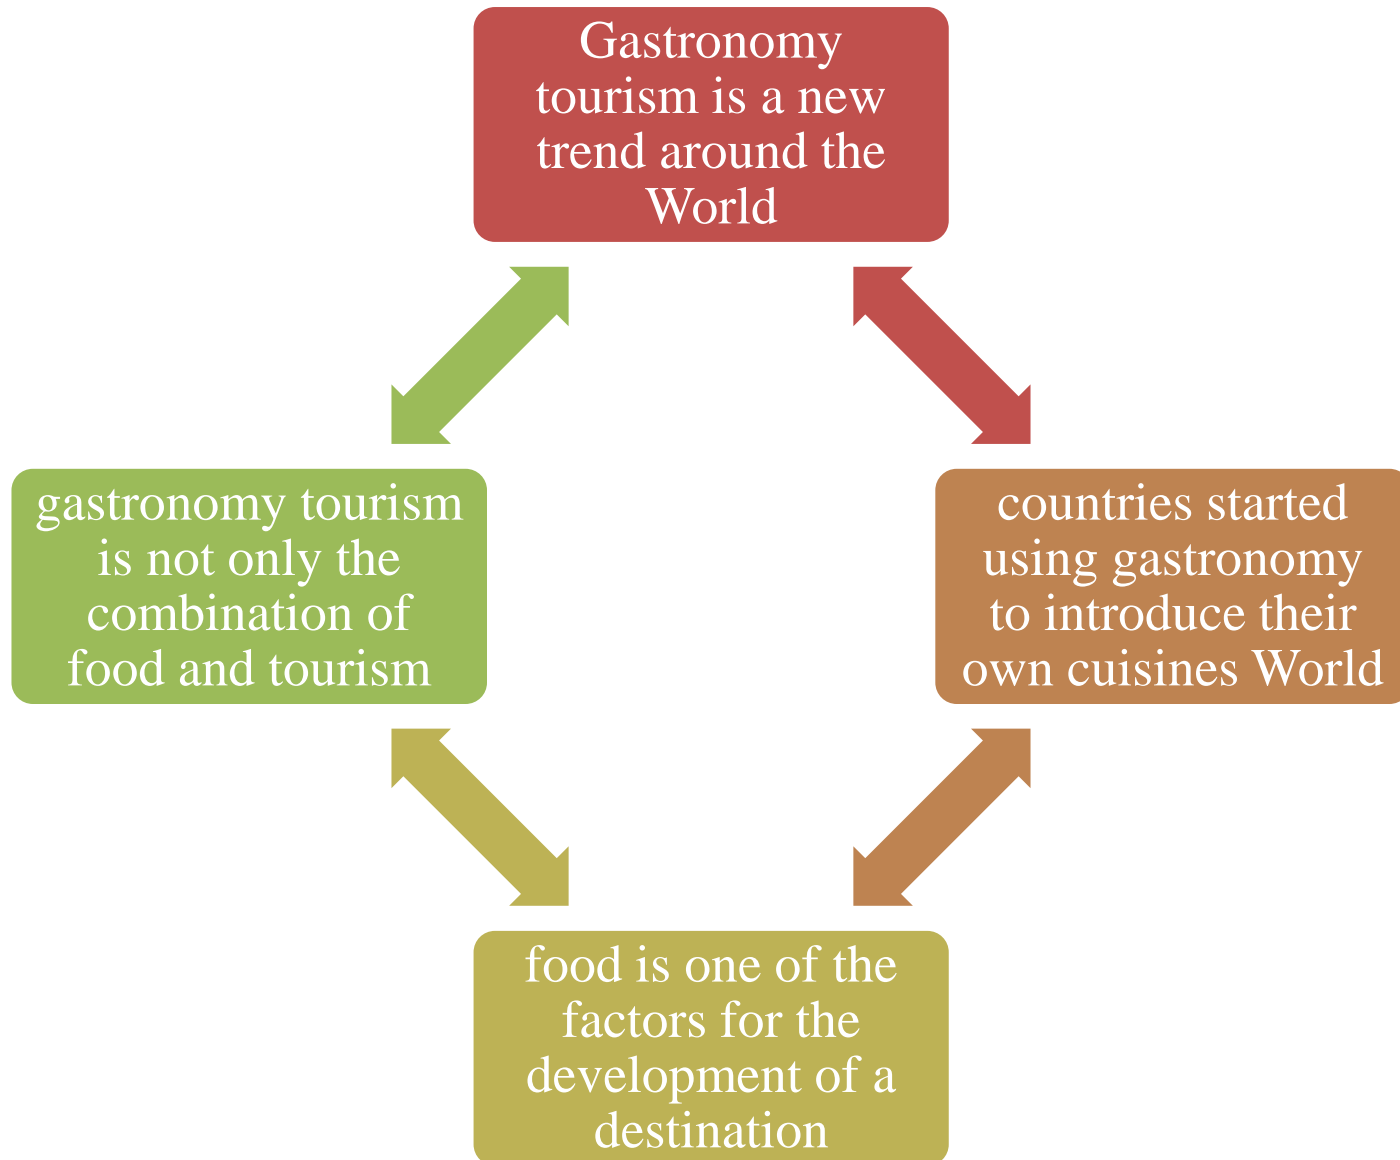 Gastronomy
tourism is a new
trend around the
World
gastronomy tourism
is not only the
combination of
food and tourism
countries started
using gastronomy
to introduce their
own cuisines World
food is one of the
factors for the
development of a
destination